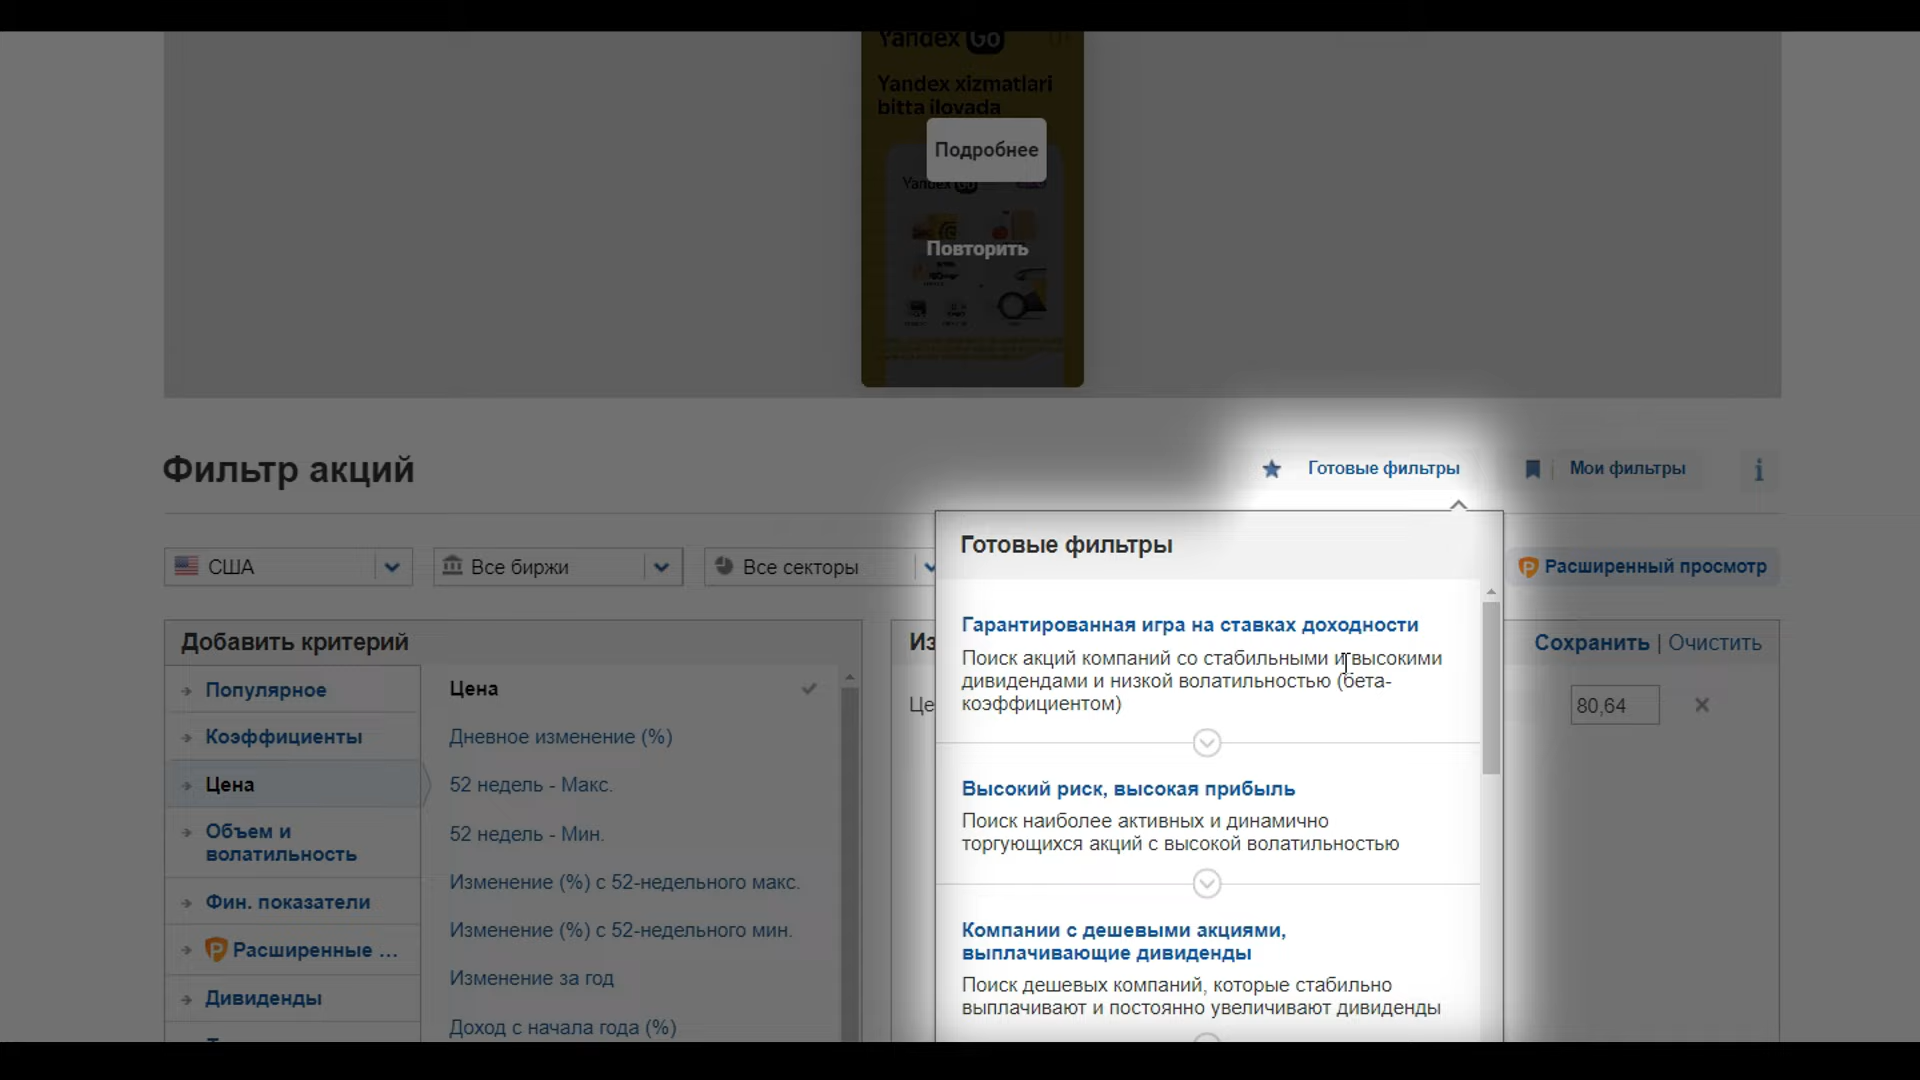 Yandex Go
Yandex xizmatlari
bitta ilovada
Подробнее
Yandex Go
Повторить
Фильтр акций
Готовые фильтры
Мои фильтры
i
США
Все биржи
Все секторы
Расширенный просмотр
Готовые фильтры
Гарантированная игра на ставках доходности
Поиск акций компаний со стабильными и высокими
дивидендами и низкой волатильностью (бета-
коэффициентом)
Высокий риск, высокая прибыль
Поиск наиболее активных и динамично
торгующихся акций с высокой волатильностью
Компании с дешевыми акциями,
выплачивающие дивиденды
Поиск дешевых компаний, которые стабильно
выплачивают и постоянно увеличивают дивиденды
Добавить критерий
Популярное
Коэффициенты
Цена
Объем и
волатильность
Фин. показатели
Расширенные ...
Дивиденды
Цена
Дневное изменение (%)
52 недель - Макс.
52 недель - Мин.
Изменение (%) с 52-недельного макс.
Изменение (%) с 52-недельного мин.
Изменение за год
Доход с начала года (%)
Из
Це
Сохранить | Очистить
80,64